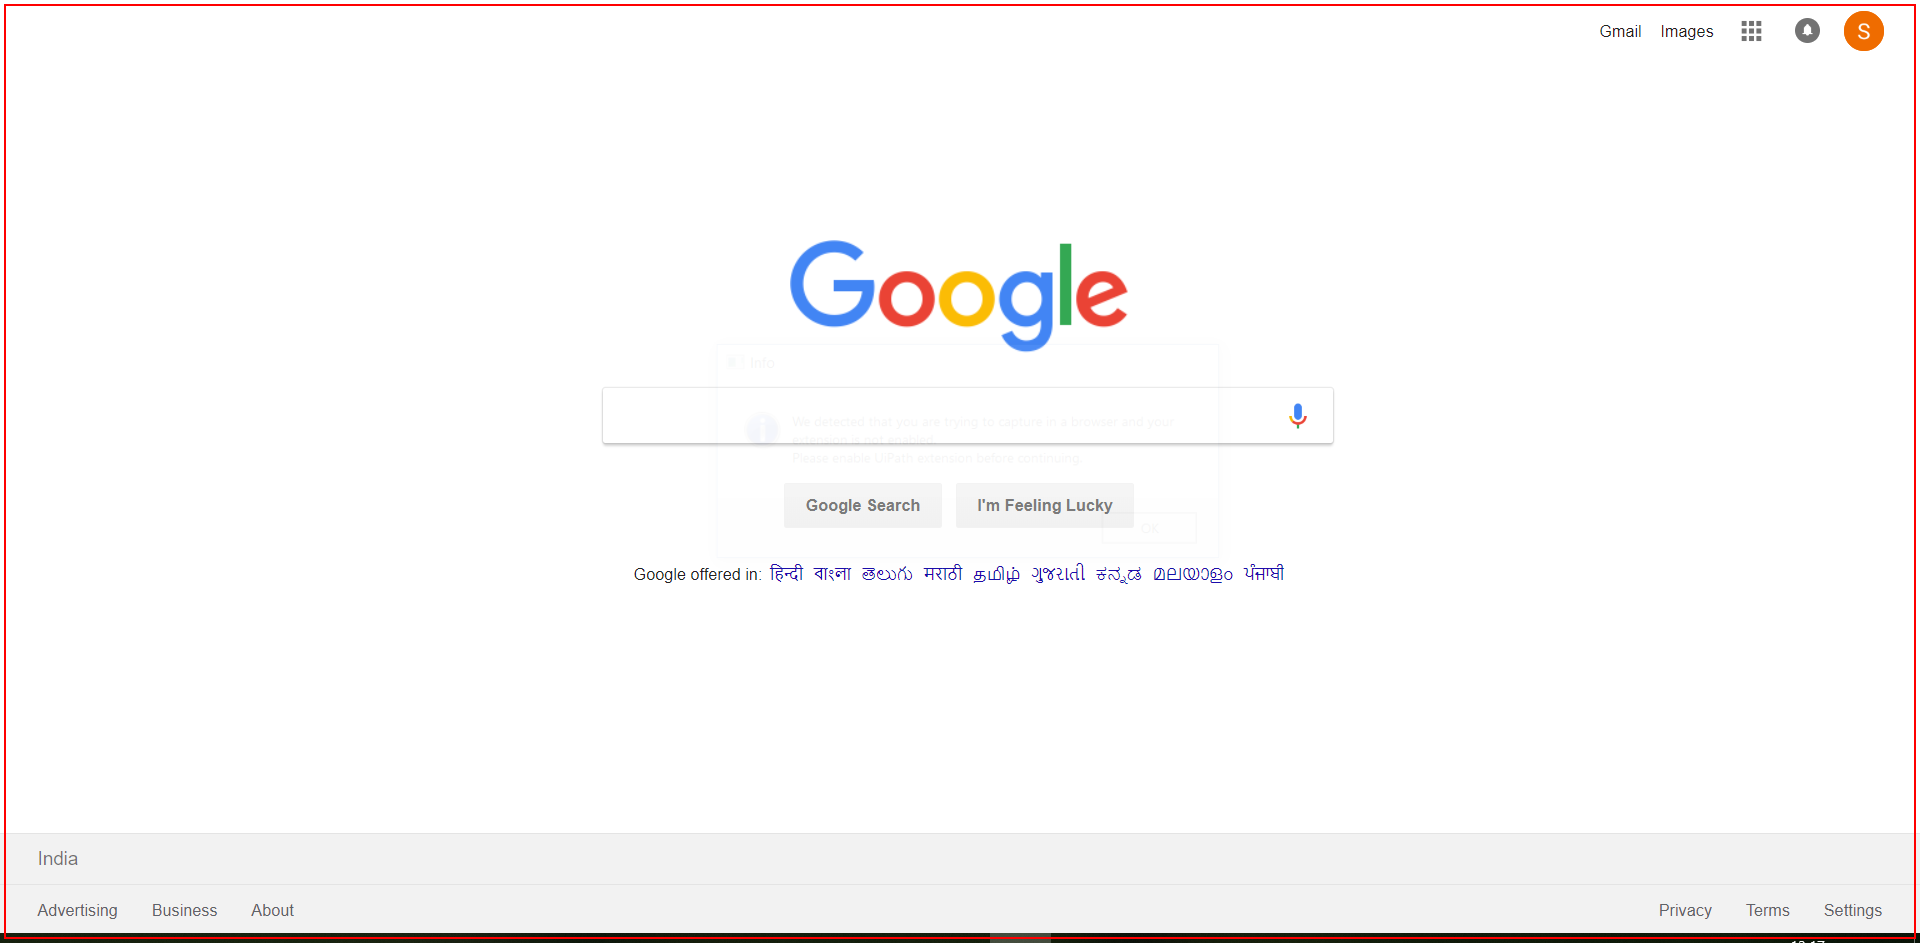 Gmail Images S
Google
Info
We detected that you are trying to capture in a browser and your
extension is not enabled.
Please enable UiPath extension before continuing.
Google Search I'm Feeling Lucky
OK
Google offered in: हिन्दी বাংলা తెలుగు मराठी தமிழ் ગુજરાતી ಕನ್ನಡ മലയാളം ਪੰਜਾਬੀ
India
Advertising Business About Privacy Terms Settings